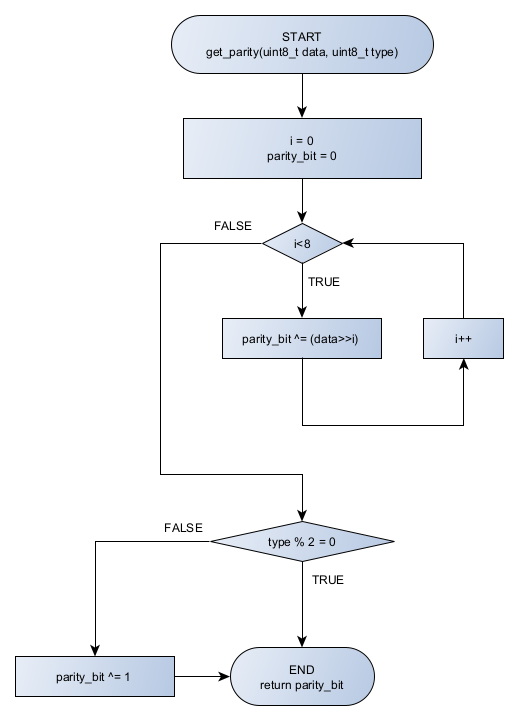 START
get_parity(uint8_t data, uint8_t type)
i = 0
parity_bit = 0
FALSE
i<8
TRUE
parity_bit ^= (data>>i)
i++
FALSE
type % 2 = 0
TRUE
parity_bit ^= 1
END
return parity_bit